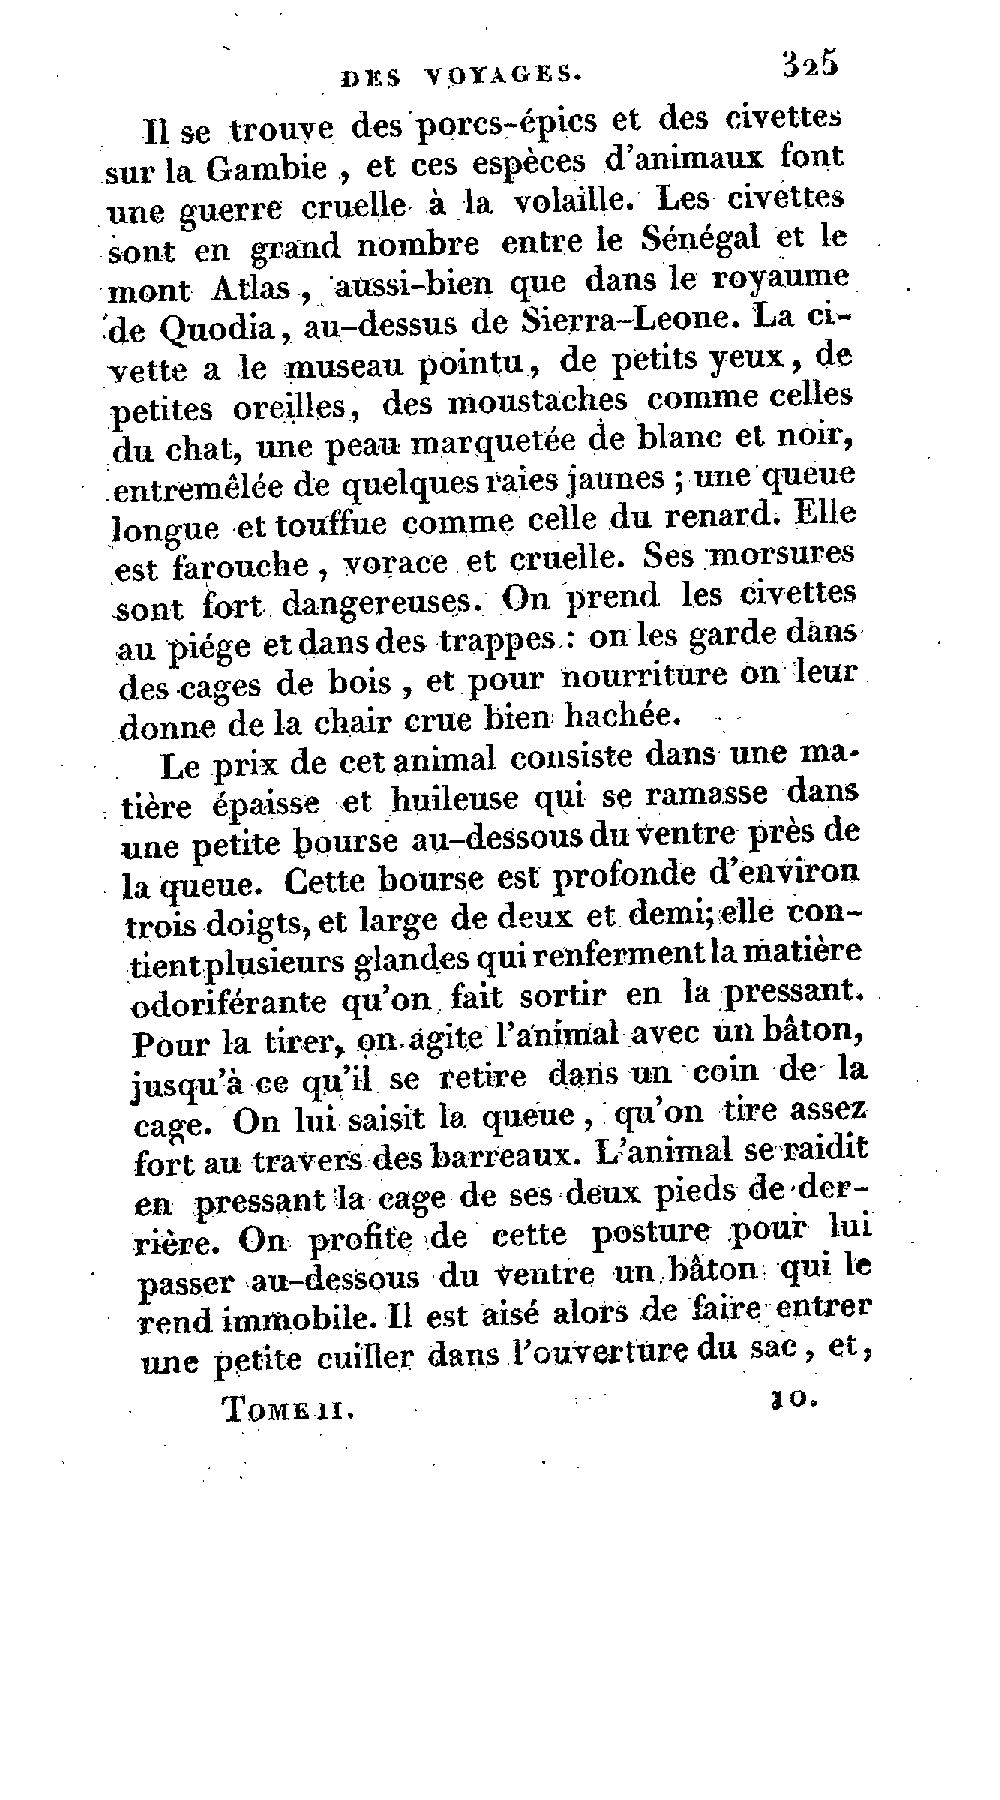 DES VOYAGES. 325
Il se trouve des porcs-épics et des civettes
sur la Gambie , et ces espèces d'animaux font
une guerre cruelle à la volaille. Les civettes
sont en grand nombre entre le Sénégal et le
mont Atlas , aussi-bien que dans le royaume
de Quodia, au-dessus de Sierra-Leone. La ci-
vette a le museau pointu, de petits yeux, de
petites oreilles, des moustaches comme celles
du chat, une peau marquetée de blanc et noir,
entremêlée de quelques raies jaunes ; une queue
longue et touffue comme celle du renard. Elle
est farouche , vorace et cruelle. Ses morsures
sont fort dangereuses. On prend les civettes
au piége et dans des trappes : on les garde dans
des cages de bois , et pour nourriture on leur
donne de la chair crue bien hachée.
Le prix de cet animal consiste dans une ma-
tière épaisse et huileuse qui se ramasse dans
une petite bourse au-dessous du ventre près de
la queue. Cette bourse est profonde d'environ
trois doigts, et large de deux et demi; elle con-
tient plusieurs glandes qui renferment la matière
odoriférante qu'on fait sortir en la pressant.
Pour la tirer, on agite l'animal avec un bâton,
jusqu'à ce qu'il se retire dans un coin de la
cage. On lui saisit la queue , qu'on tire assez
fort au travers des barreaux. L'animal se raidit
en pressant la cage de ses deux pieds de der-
rière. On profite de cette posture pour lui
passer au-dessous du ventre un bâton qui le
rend immobile. Il est aisé alors de faire entrer
une petite cuiller dans l'ouverture du sac , et,
TOME II. 10.